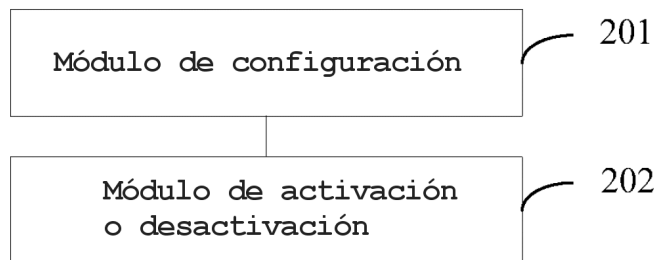 Módulo de configuración
201
Módulo de activación
o desactivación
202